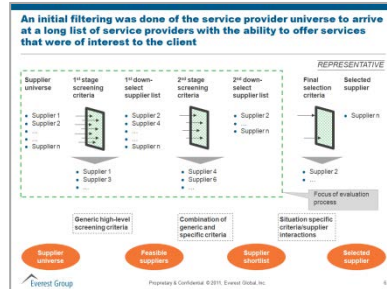 An initial filtering was done of the service provider universe to arrive
at a long list of service providers with the ability to offer services
that were of interest to the client
REPRESENTATIVE
Supplier
universe
1st stage
screening
criteria
1st down-
select
supplier list
2nd stage
screening
criteria
2nd down-
select
supplier list
Final
selection
criteria
Selected
supplier
Supplier 1
Supplier 2
...
...
Supplier n
Supplier 2
Supplier 4
...
...
Supplier n
Supplier 2
...
Supplier n
Supplier n
Supplier 1
Supplier 3
...
Supplier 4
Supplier 6
...
Supplier 2
...
Focus of evaluation
process
Generic high-level
screening criteria
Combination of
generic and
specific criteria
Situation specific
criteria/supplier
interactions
Supplier
universe
Feasible
suppliers
Supplier
shortlist
Selected
supplier
Everest Group
Proprietary & Confidential. © 2011, Everest Global, Inc.